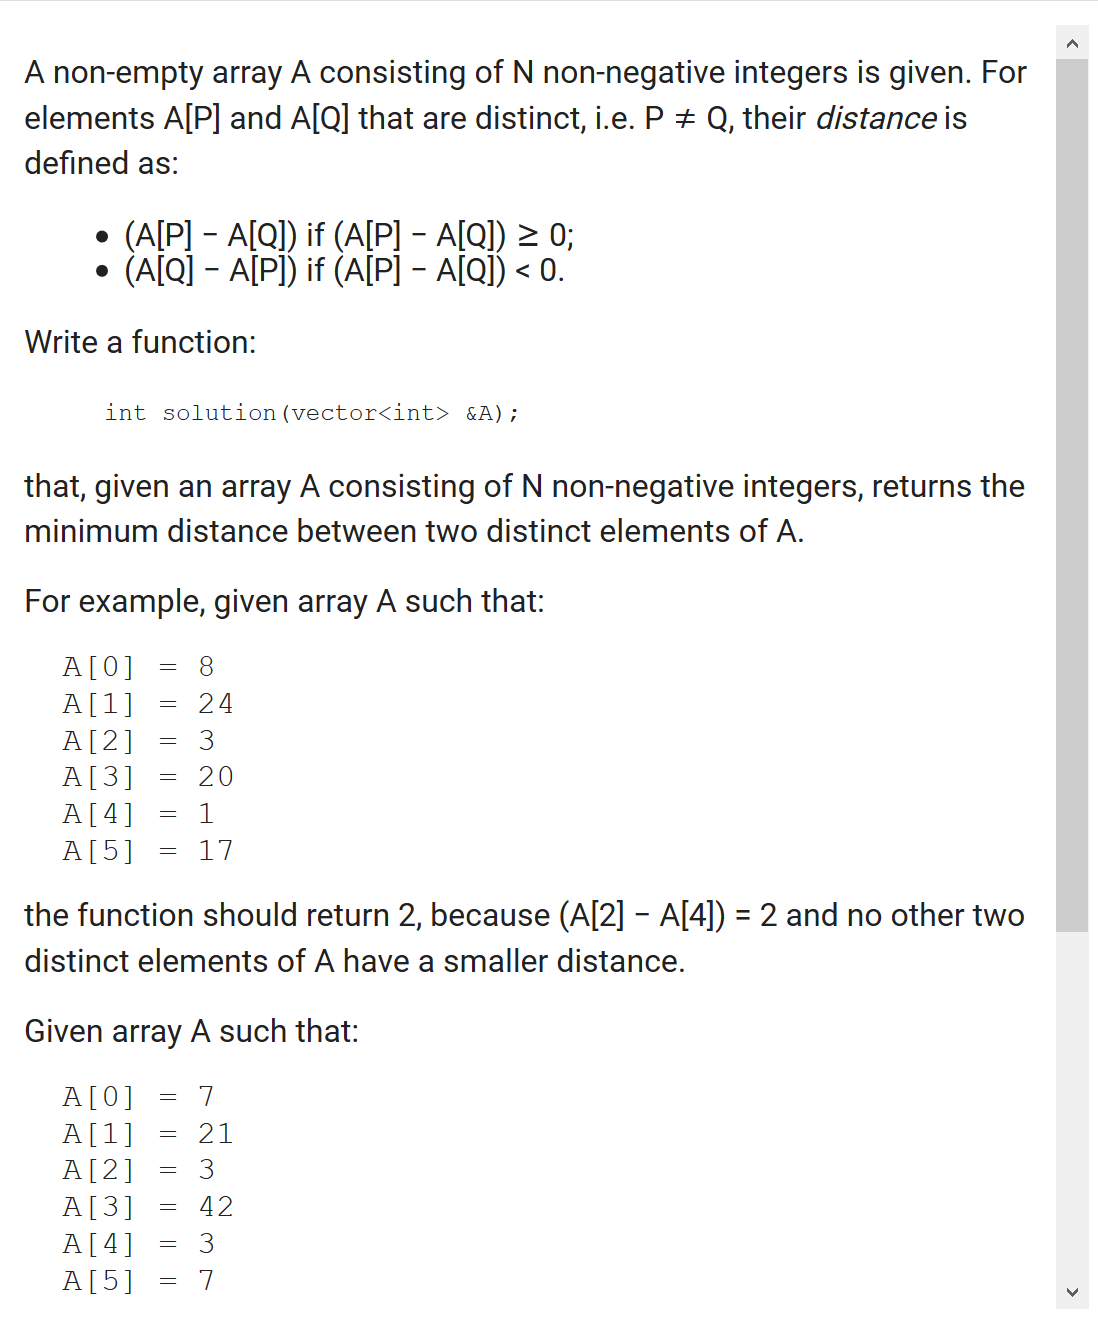 A non-empty array A consisting of N non-negative integers is given. For
elements A[P] and A[Q] that are distinct, i.e. P ≠ Q, their distance is
defined as:
• (A[P] − A[Q]) if (A[P] − A[Q]) ≥ 0;
• (A[Q] − A[P]) if (A[P] − A[Q]) < 0.
Write a function:
int solution(vector<int> &A);
that, given an array A consisting of N non-negative integers, returns the
minimum distance between two distinct elements of A.
For example, given array A such that:
A[0] = 8
A[1] = 24
A[2] = 3
A[3] = 20
A[4] = 1
A[5] = 17
the function should return 2, because (A[2] − A[4]) = 2 and no other two
distinct elements of A have a smaller distance.
Given array A such that:
A[0] = 7
A[1] = 21
A[2] = 3
A[3] = 42
A[4] = 3
A[5] = 7